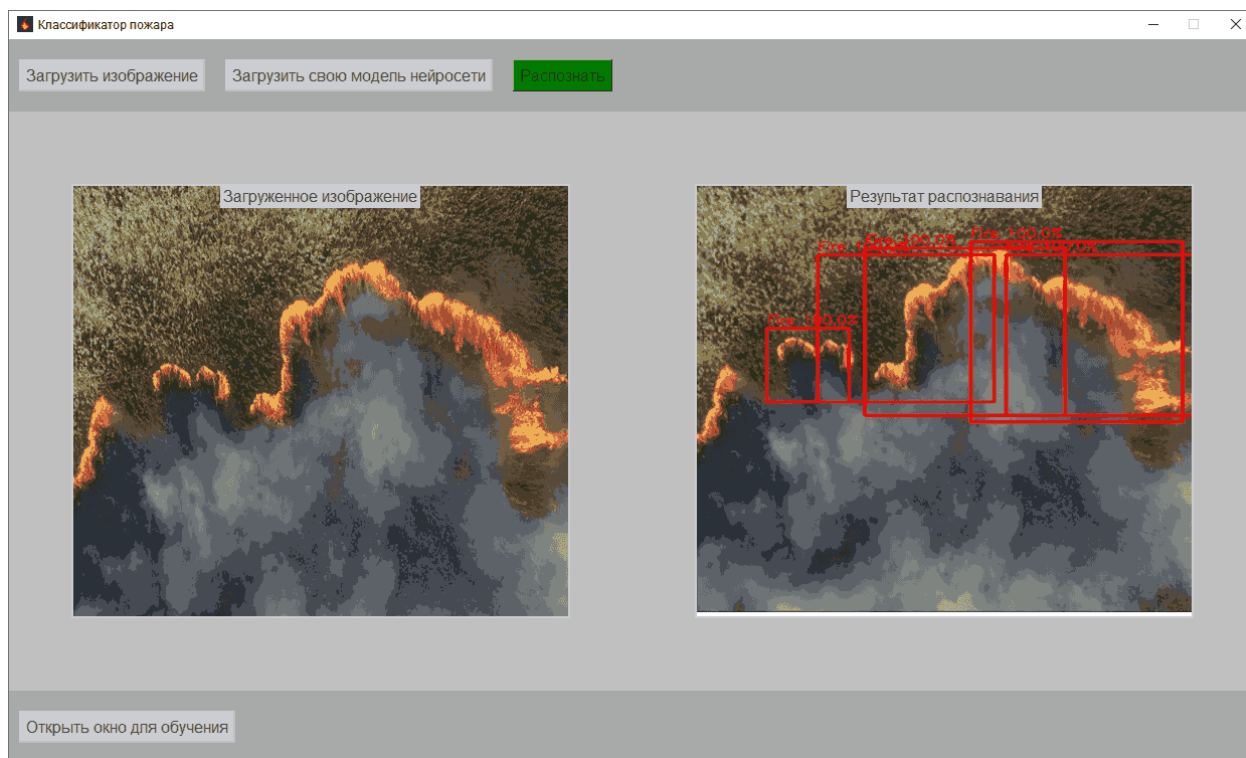 Классификатор пожара
Загрузить изображение
Загрузить свою модель нейросети
Распознать
Загруженное изображение
Результат распознавания
Fire 100.0%
Fire 100.0%
Fire 100.0%
Открыть окно для обучения